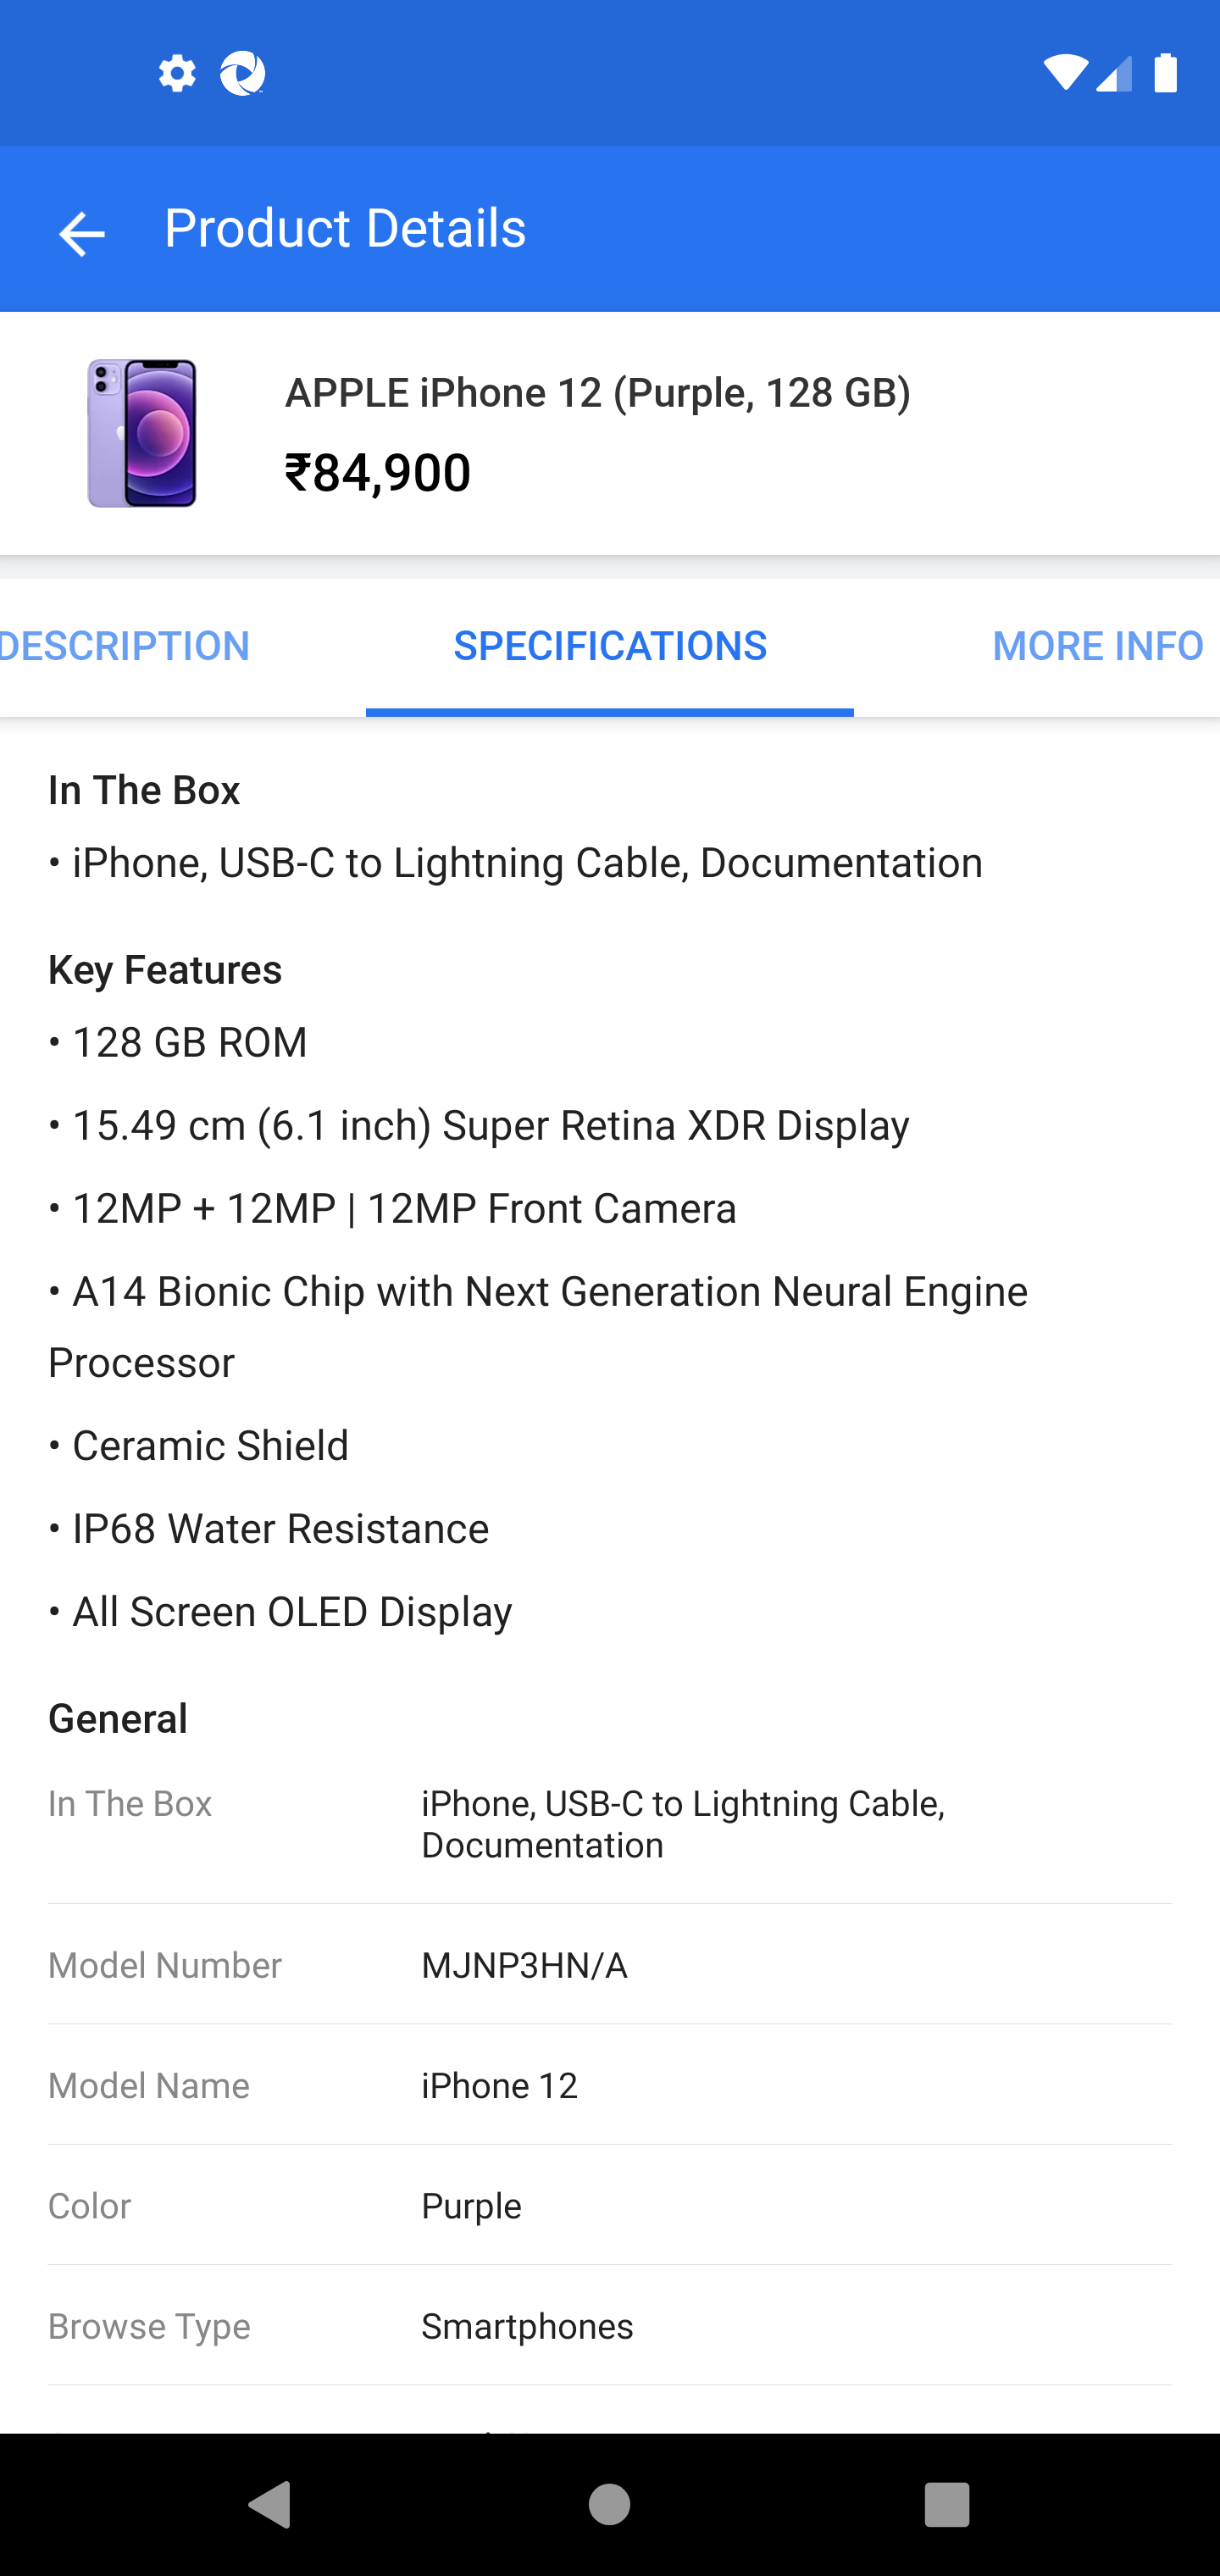 Product Details
APPLE iPhone 12 (Purple, 128 GB)
₹84,900
DESCRIPTION
SPECIFICATIONS
MORE INFO
In The Box
• iPhone, USB-C to Lightning Cable, Documentation
Key Features
• 128 GB ROM
• 15.49 cm (6.1 inch) Super Retina XDR Display
• 12MP + 12MP | 12MP Front Camera
• A14 Bionic Chip with Next Generation Neural Engine
Processor
• Ceramic Shield
• IP68 Water Resistance
• All Screen OLED Display
General
In The Box
iPhone, USB-C to Lightning Cable,
Documentation
Model Number
MJNP3HN/A
Model Name
iPhone 12
Color
Purple
Browse Type
Smartphones